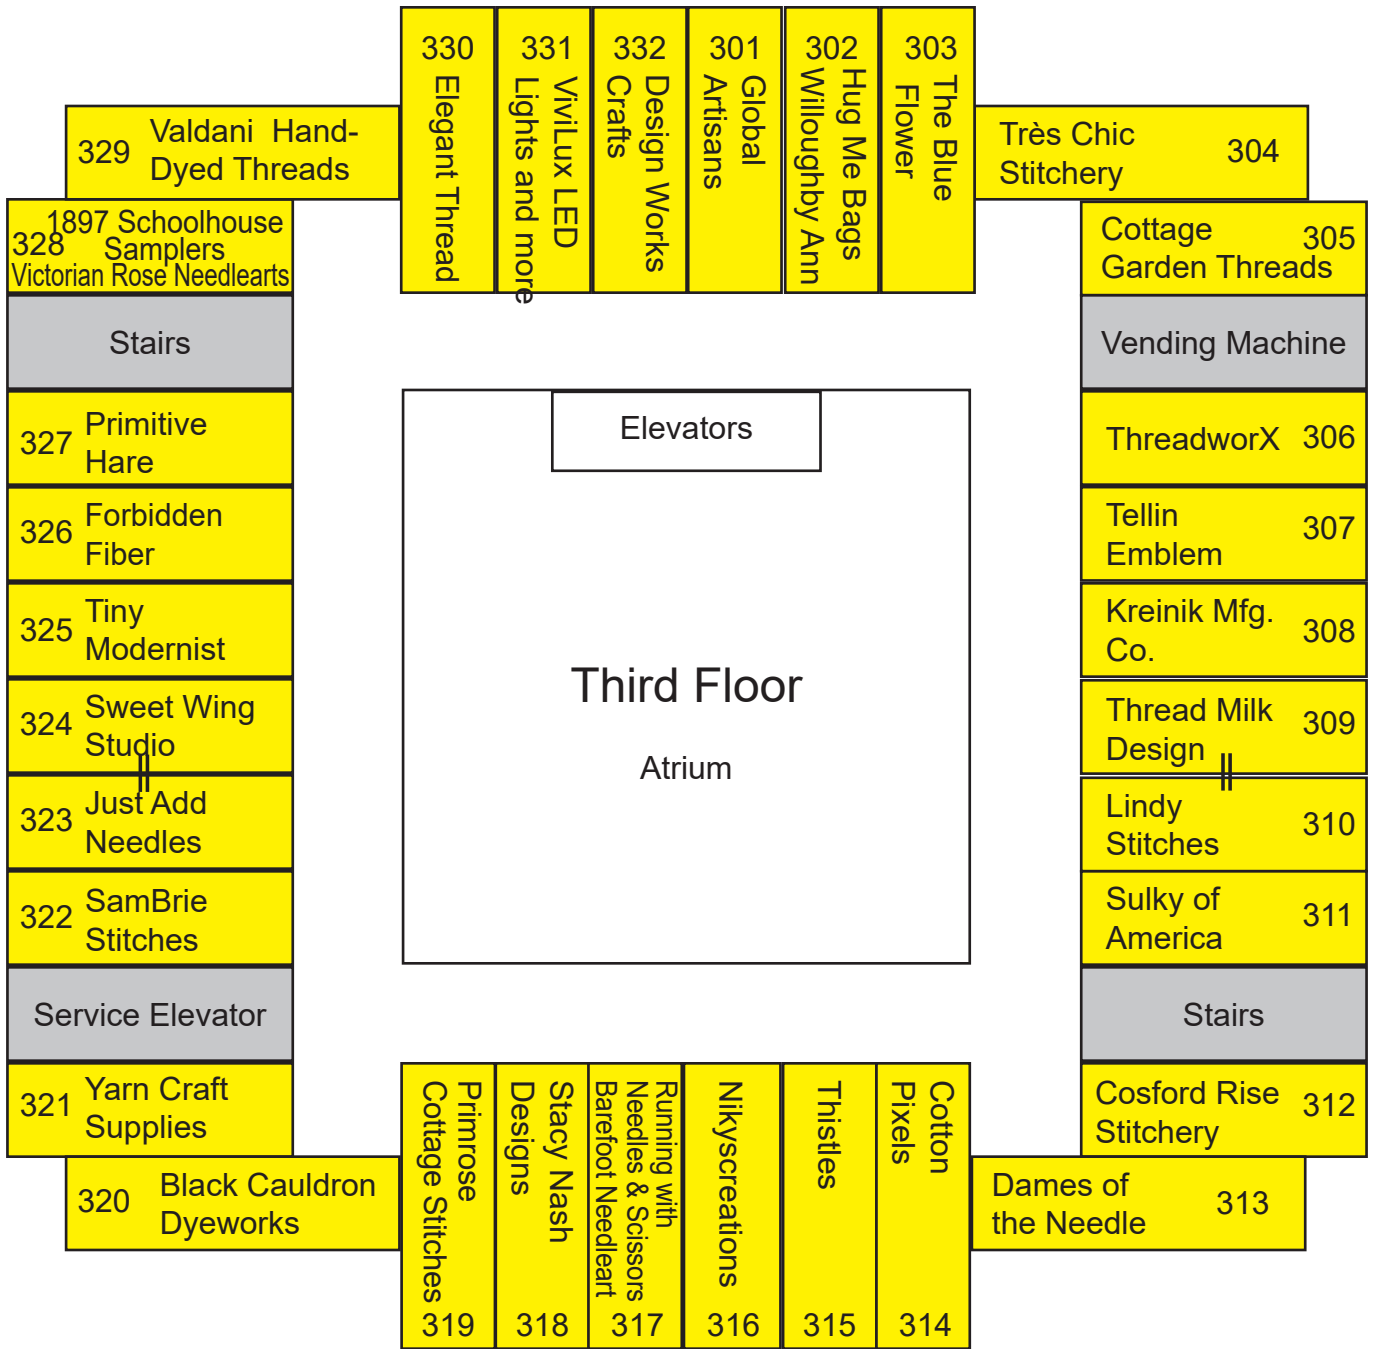 330
Elegant Thread
331
ViviLux LED
Lights and more
332
Design Works
Crafts
301
Global
Artisans
302
Hug Me Bags
Willoughby Ann
303
The Blue
Flower
329
Valdani Hand-
Dyed Threads
Très Chic
Stitchery
304
328
1897 Schoolhouse
Samplers
Victorian Rose Needlearts
Cottage
Garden Threads
305
Stairs
Vending Machine
327
Primitive
Hare
Elevators
ThreadworX
306
326
Forbidden
Fiber
Tellin
Emblem
307
325
Tiny
Modernist
Kreinik Mfg.
Co.
308
324
Sweet Wing
Studio
Third Floor
Atrium
Thread Milk
Design
309
323
Just Add
Needles
Lindy
Stitches
310
322
SamBrie
Stitches
Sulky of
America
311
Service Elevator
Stairs
321
Yarn Craft
Supplies
Cosford Rise
Stitchery
312
320
Black Cauldron
Dyeworks
Primrose
Cottage Stitches
319
Stacy Nash
Designs
318
Running with
Needles & Scissors
Barefoot Needleart
317
Nikyscreations
316
Thistles
315
Cotton
Pixels
314
Dames of
the Needle
313